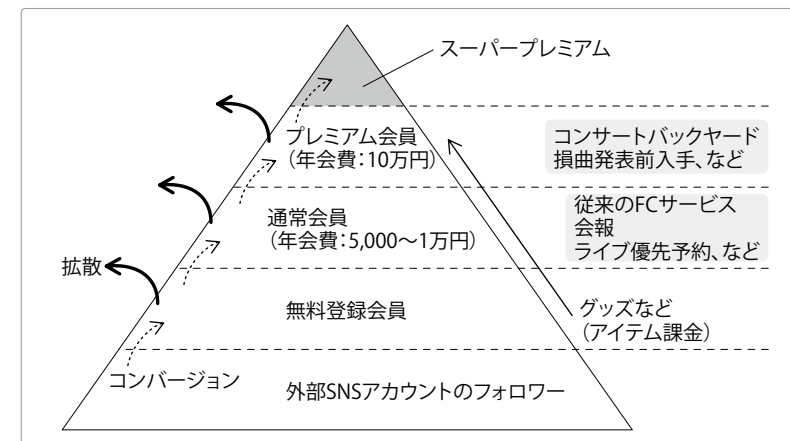 スーパープレミアム
プレミアム会員
（年会費：10万円）
コンサートバックヤード
損曲発表前入手、など
通常会員
（年会費：5,000〜1万円）
従来のFCサービス
会報
ライブ優先予約、など
拡散
無料登録会員
グッズなど
（アイテム課金）
コンバージョン
外部SNSアカウントのフォロワー